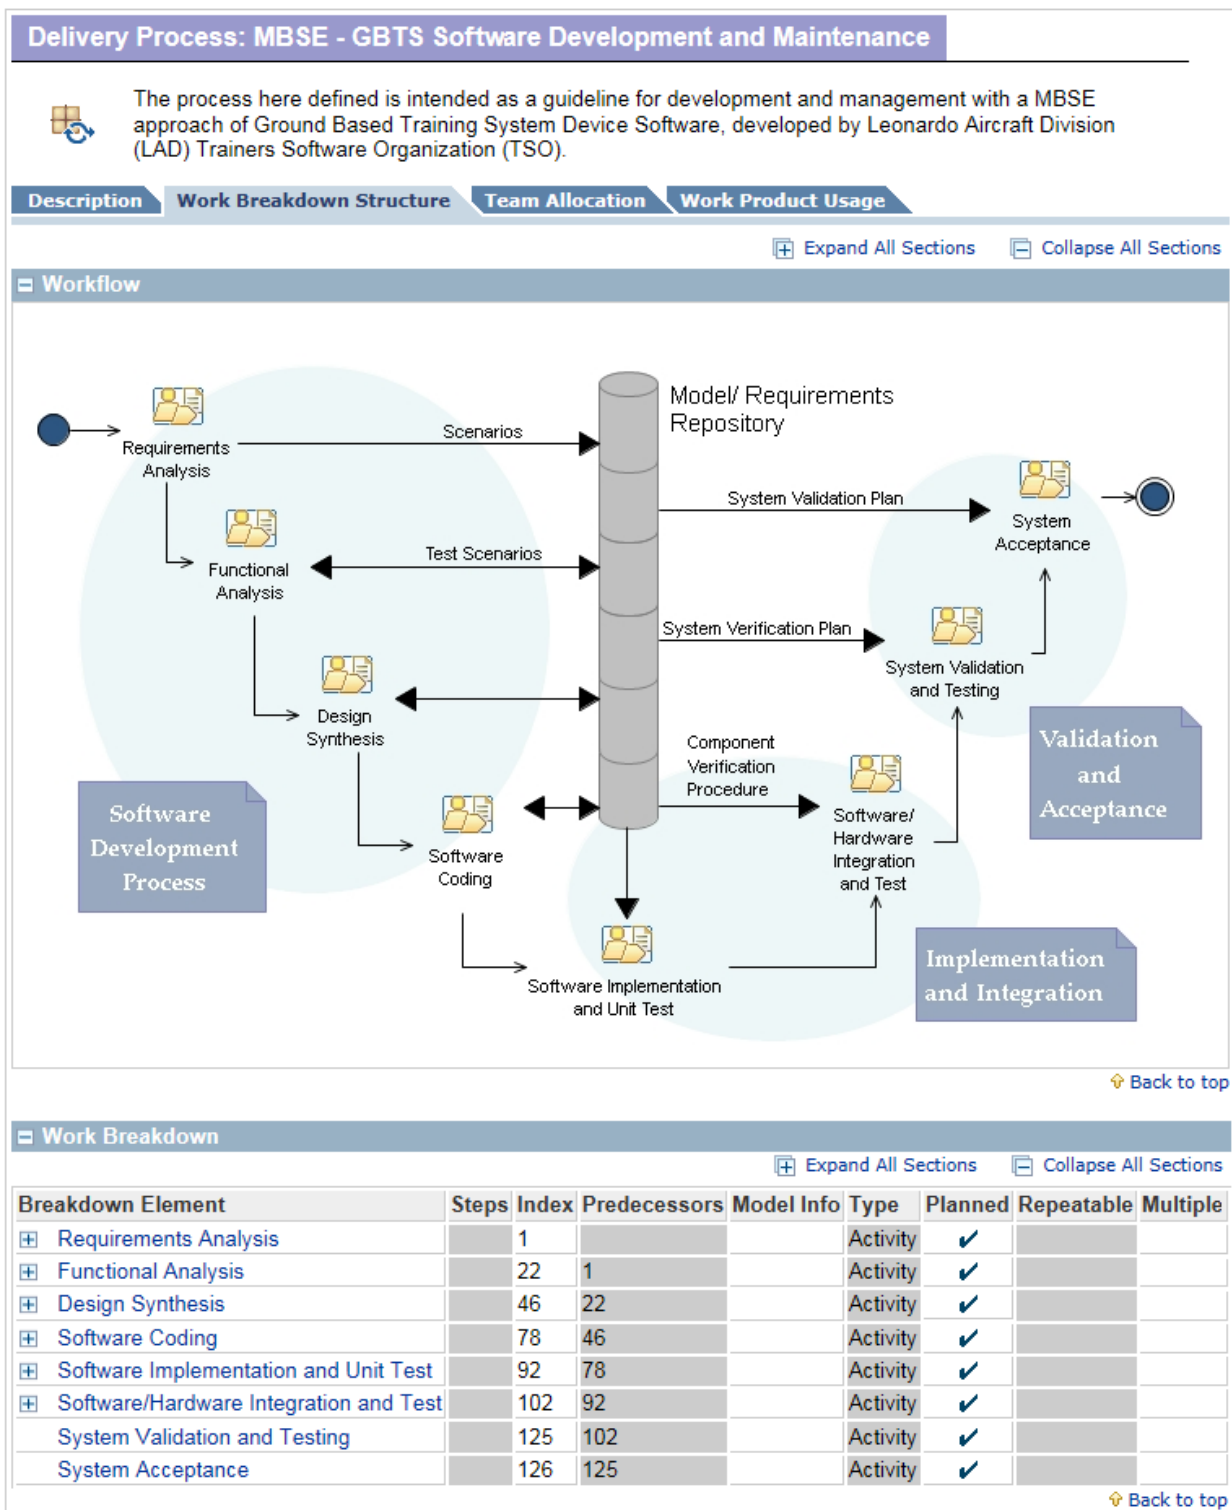 Delivery Process: MBSE - GBTS Software Development and Maintenance
The process here defined is intended as a guideline for development and management with a MBSE
approach of Ground Based Training System Device Software, developed by Leonardo Aircraft Division
(LAD) Trainers Software Organization (TSO).
Description Work Breakdown Structure Team Allocation Work Product Usage
Expand All Sections Collapse All Sections
Workflow
Model/ Requirements
Repository
Requirements
Analysis
Scenarios
System Validation Plan
System
Acceptance
Functional
Analysis
Test Scenarios
System Verification Plan
System Validation
and Testing
Design
Synthesis
Component
Verification
Procedure
Validation
and
Acceptance
Software
Development
Process
Software
Coding
Software/
Hardware
Integration
and Test
Software Implementation
and Unit Test
Implementation
and Integration
Back to top
Work Breakdown
Expand All Sections Collapse All Sections
Breakdown Element Steps Index Predecessors Model Info Type Planned Repeatable Multiple
Requirements Analysis 1 Activity ✔
Functional Analysis 22 1 Activity ✔
Design Synthesis 46 22 Activity ✔
Software Coding 78 46 Activity ✔
Software Implementation and Unit Test 92 78 Activity ✔
Software/Hardware Integration and Test 102 92 Activity ✔
System Validation and Testing 125 102 Activity ✔
System Acceptance 126 125 Activity ✔
Back to top